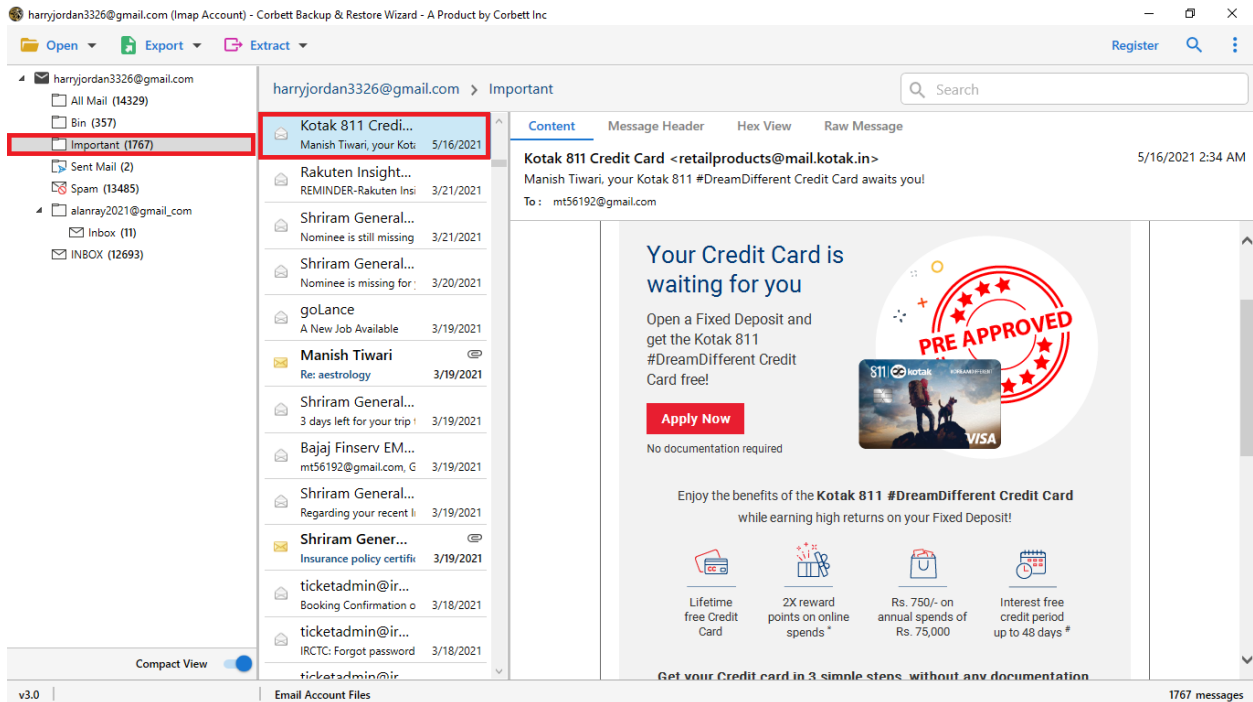 harryjordan3326@gmail.com (Imap Account) - Corbett Backup & Restore Wizard - A Product by Corbett Inc
Open Export Extract Register
harryjordan3326@gmail.com
All Mail (14329)
Bin (357)
Important (1767)
Sent Mail (2)
Spam (13485)
alanray2021@gmail_com
Inbox (11)
INBOX (12693)
Compact View
harryjordan3326@gmail.com > Important
Search
Kotak 811 Credi...
Manish Tiwari, your Kota 5/16/2021
Rakuten Insight...
REMINDER-Rakuten Insi 3/21/2021
Shriram General...
Nominee is still missing 3/21/2021
Shriram General...
Nominee is missing for 3/20/2021
goLance
A New Job Available 3/19/2021
Manish Tiwari
Re: aestrology 3/19/2021
Shriram General...
3 days left for your trip 3/19/2021
Bajaj Finserv EM...
mt56192@gmail.com, G 3/19/2021
Shriram General...
Regarding your recent I 3/19/2021
Shriram Gener...
Insurance policy certific 3/19/2021
ticketadmin@ir...
Booking Confirmation o 3/18/2021
ticketadmin@ir...
IRCTC: Forgot password 3/18/2021
ticketadmin@ir
Content Message Header Hex View Raw Message
Kotak 811 Credit Card <retailproducts@mail.kotak.in> 5/16/2021 2:34 AM
Manish Tiwari, your Kotak 811 #DreamDifferent Credit Card awaits you!
To : mt56192@gmail.com
Your Credit Card is
waiting for you
Open a Fixed Deposit and
get the Kotak 811
#DreamDifferent Credit
Card free!
Apply Now
No documentation required
PRE APPROVED
811 kotak
VISA
Enjoy the benefits of the Kotak 811 #DreamDifferent Credit Card
while earning high returns on your Fixed Deposit!
Lifetime
free Credit
Card
2X reward
points on online
spends *
Rs. 750/- on
annual spends of
Rs. 75,000
Interest free
credit period
up to 48 days #
Get your Credit card in 3 simple steps, without any documentation
v3.0 Email Account Files 1767 messages